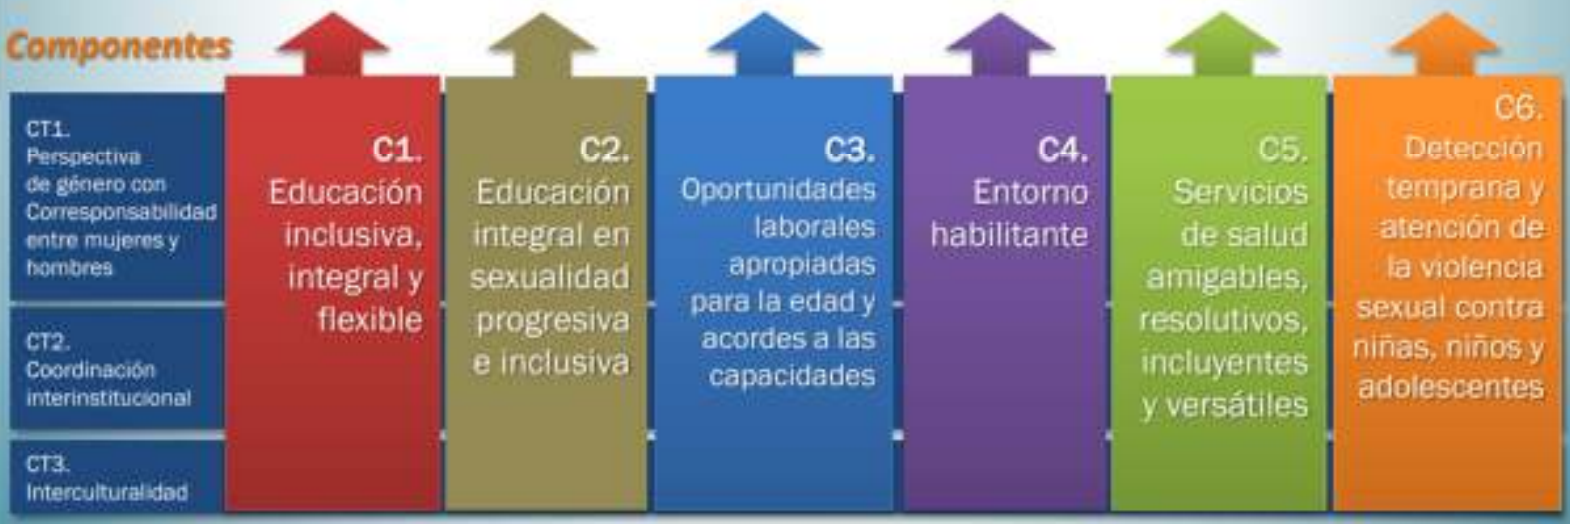 Componentes
CT1.
Perspectiva
de género con
Corresponsabilidad
entre mujeres y
hombres
CT2.
Coordinación
interinstitucional
CT3.
Interculturalidad
C1.
Educación
inclusiva,
integral y
flexible
C2.
Educación
integral en
sexualidad
progresiva
e inclusiva
C3.
Oportunidades
laborales
apropiadas
para la edad y
acordes a las
capacidades
C4.
Entorno
habilitante
C5.
Servicios
de salud
amigables,
resolutivos,
incluyentes
y versátiles
C6.
Detección
temprana y
atención de
la violencia
sexual contra
niñas, niños y
adolescentes